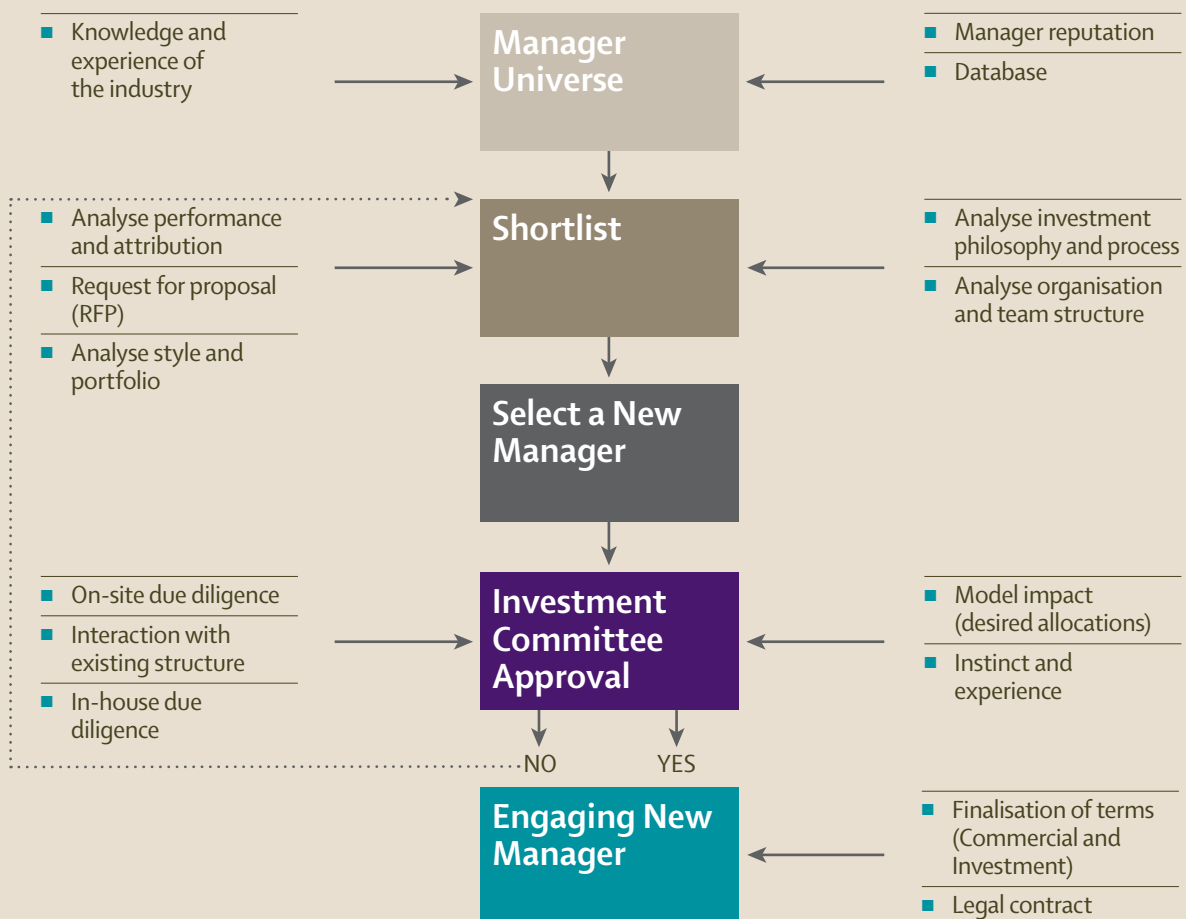 Knowledge and
experience of
the industry
Manager
Universe
Manager reputation
Database
Analyse performance
and attribution
Request for proposal
(RFP)
Analyse style and
portfolio
Shortlist
Analyse investment
philosophy and process
Analyse organisation
and team structure
Select a New
Manager
On-site due diligence
Interaction with
existing structure
In-house due
diligence
Investment
Committee
Approval
Model impact
(desired allocations)
Instinct and
experience
NO
YES
Engaging New
Manager
Finalisation of terms
(Commercial and
Investment)
Legal contract